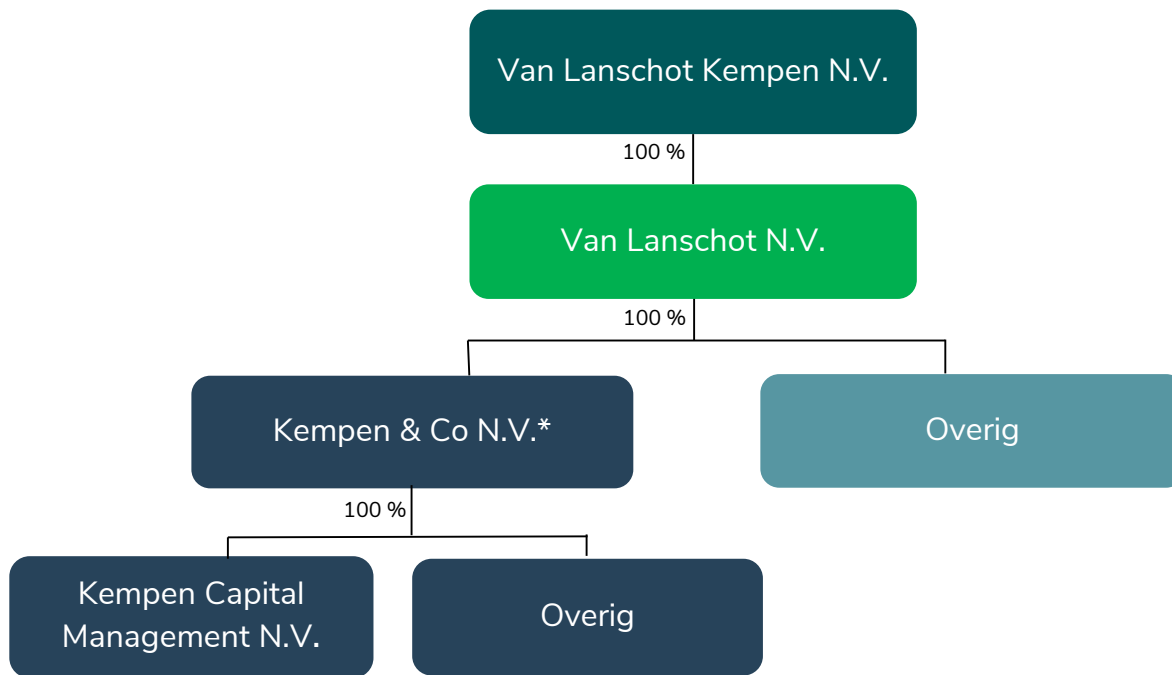 Van Lanschot Kempen N.V.
100 %
Van Lanschot N.V.
100 %
Kempen & Co N.V.*
Overig
100 %
Kempen Capital
Management N.V.
Overig